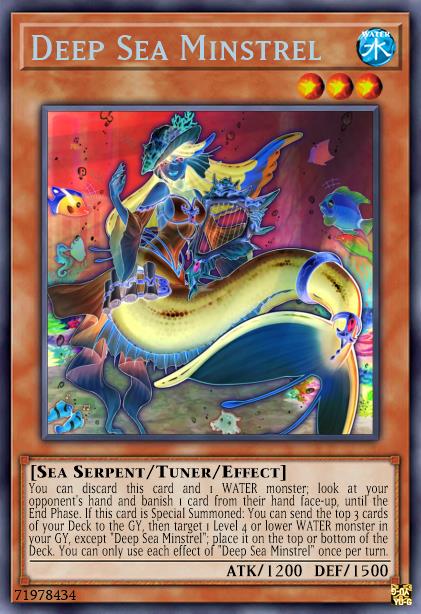 DEEP SEA MINSTREL
WATER
水
[SEA SERPENT/TUNER/EFFECT]
You can discard this card and 1 WATER monster; look at your
opponent's hand and banish 1 card from their hand face-up, until the
End Phase. If this card is Special Summoned: You can send the top 3 cards
of your Deck to the GY, then target 1 Level 4 or lower WATER monster in
your GY, except "Deep Sea Minstrel"; place it on the top or bottom of the
Deck. You can only use each effect of "Deep Sea Minstrel" once per turn.
ATK/1200 DEF/1500
71978434